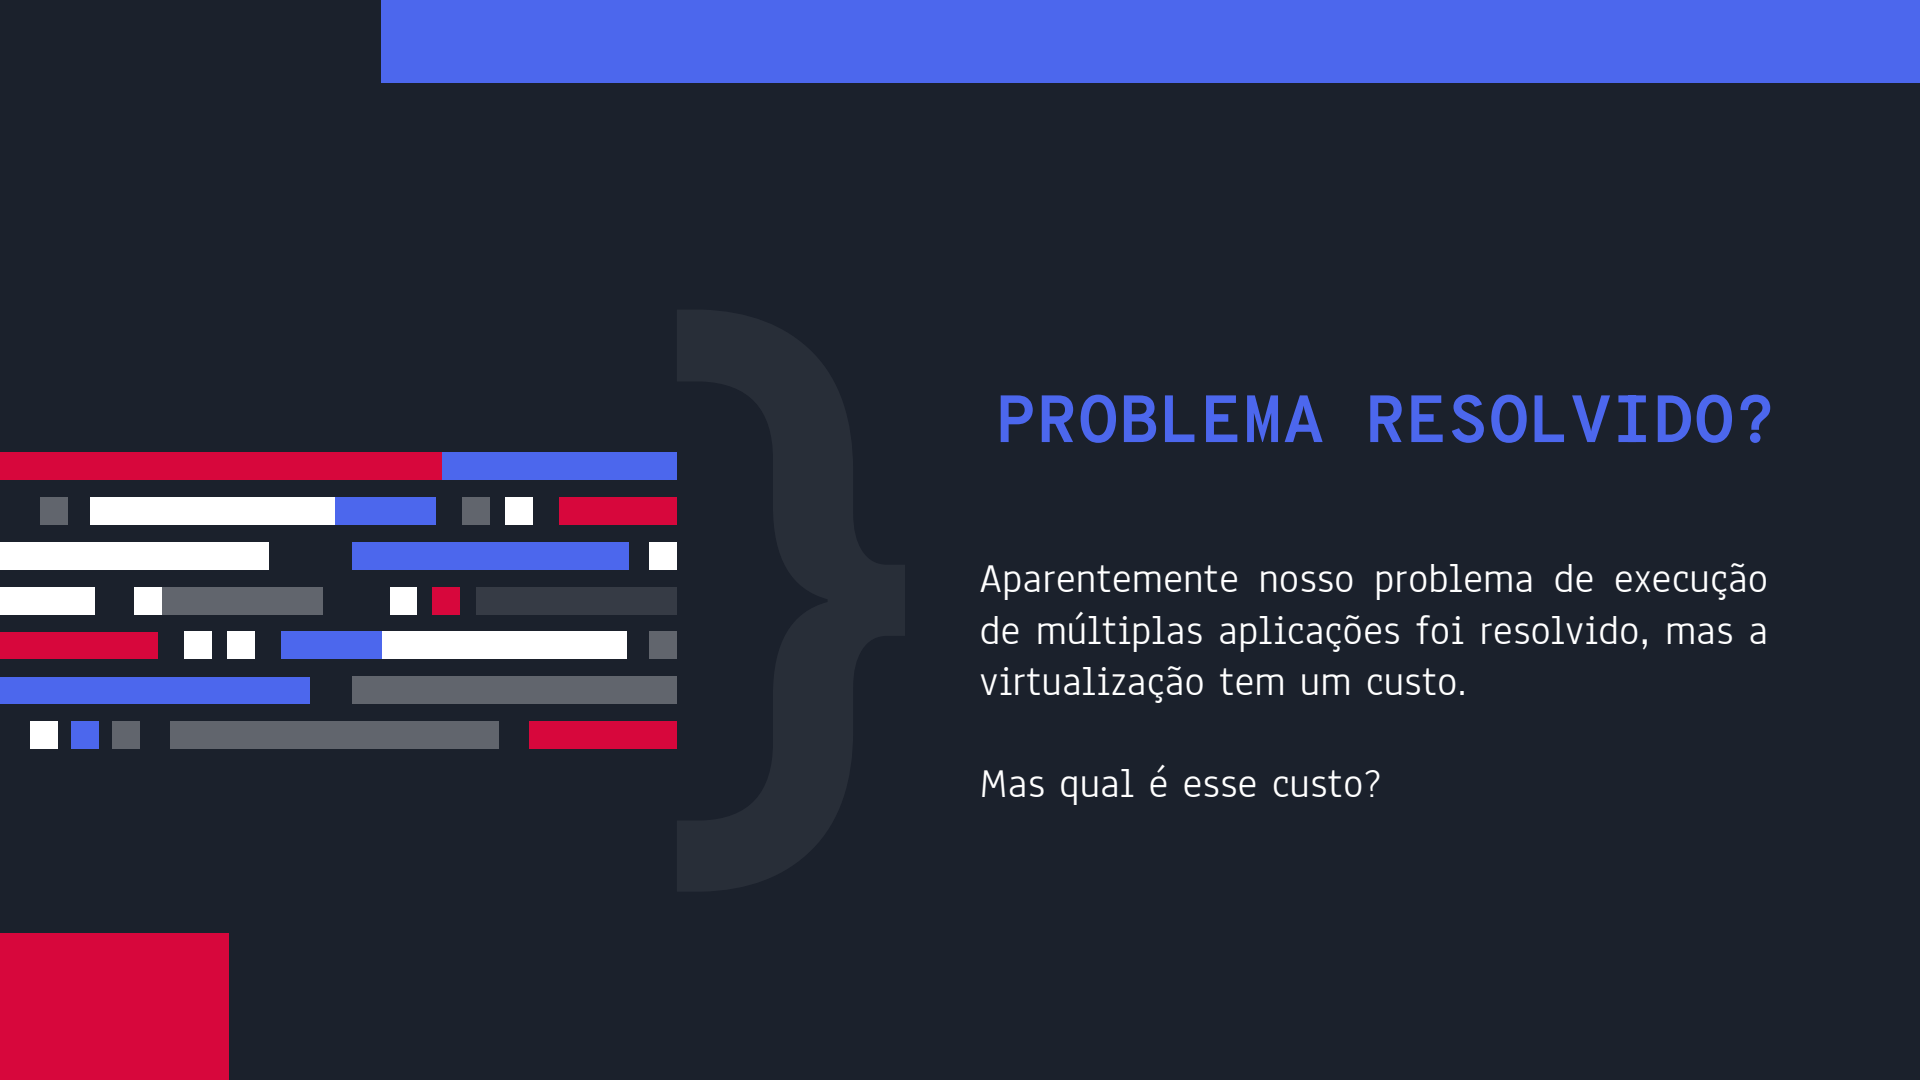 PROBLEMA RESOLVIDO?
Aparentemente nosso problema de execução
de múltiplas aplicações foi resolvido, mas a
virtualização tem um custo.
Mas qual é esse custo?